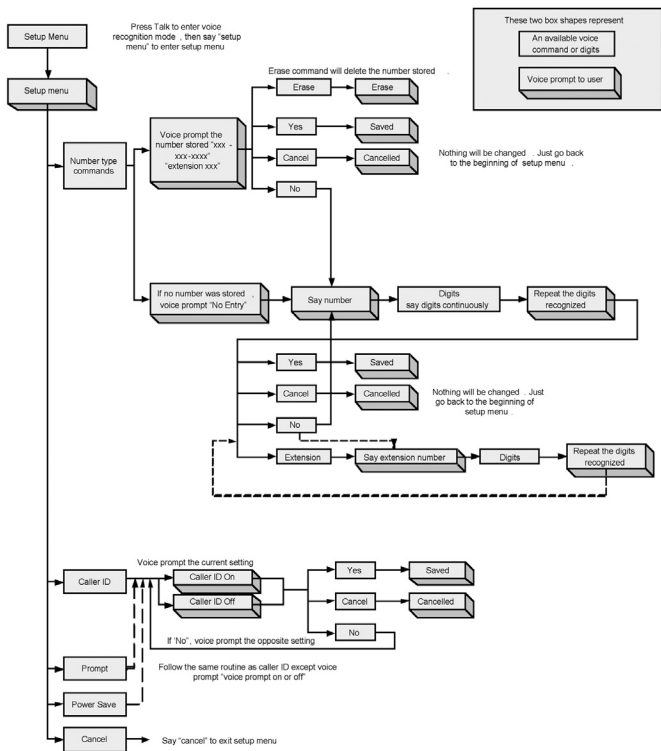 Setup Menu
Press Talk to enter voice
recognition mode , then say “setup
menu” to enter setup menu
These two box shapes represent
An available voice
command or digits
Voice prompt to user
Setup menu
Erase command will delete the number stored .
Erase
Erase
Number type
commands
Voice prompt the
number stored “xxx -
xxx -xxxx”
“extension xxx”
Yes
Saved
Cancel
Cancelled
Nothing will be changed . Just go back
to the beginning of setup menu .
No
If no number was stored ,
voice prompt “No Entry”
Say number
Digits
say digits continuously
Repeat the digits
recognized
Yes
Saved
Cancel
Cancelled
Nothing will be changed . Just
go back to the beginning of
setup menu .
No
Extension
Say extension number
Digits
Repeat the digits
recognized
Voice prompt the current setting
Caller ID
Caller ID On
Caller ID Off
Yes
Saved
Cancel
Cancelled
No
If ‘No”, voice prompt the opposite setting
Prompt
Follow the same routine as caller ID except voice
prompt “voice prompt on or off”
Power Save
Cancel
Say “cancel” to exit setup menu